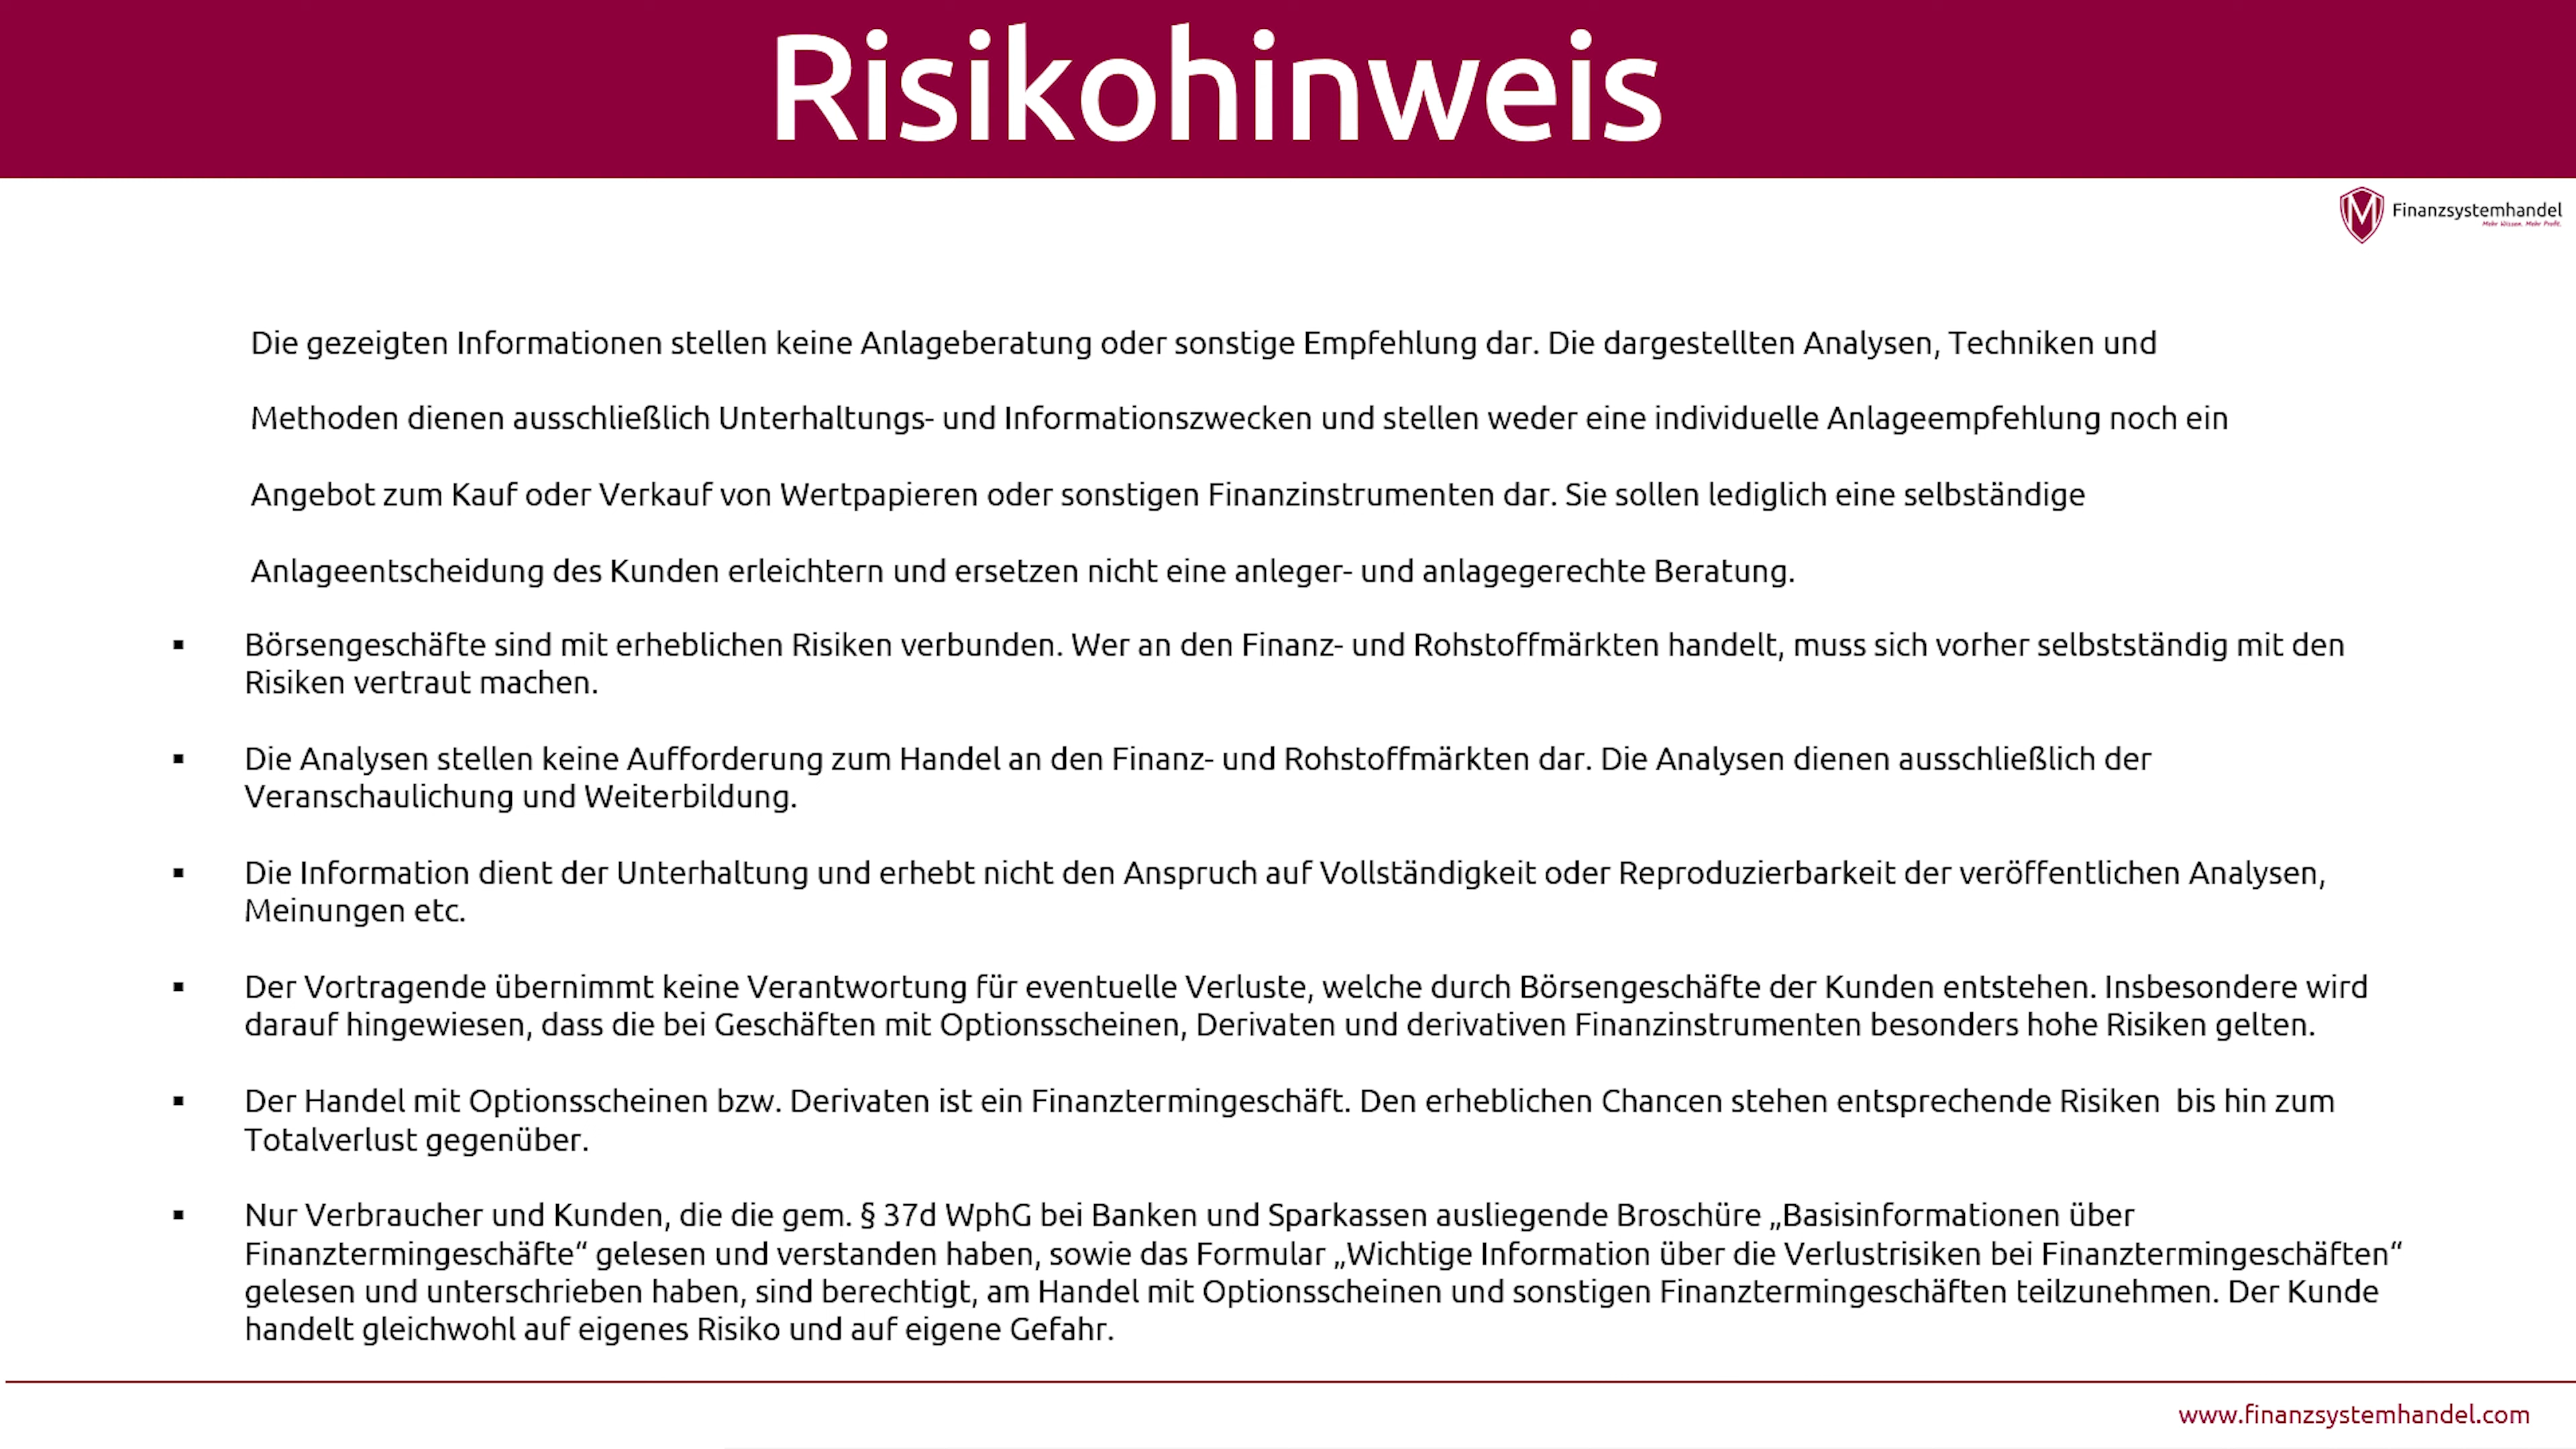 Risikohinweis
Finanzsystemhandel
Mehr Wissen. Mehr Profit.
Die gezeigten Informationen stellen keine Anlageberatung oder sonstige Empfehlung dar. Die dargestellten Analysen, Techniken und
Methoden dienen ausschließlich Unterhaltungs- und Informationszwecken und stellen weder eine individuelle Anlageempfehlung noch ein
Angebot zum Kauf oder Verkauf von Wertpapieren oder sonstigen Finanzinstrumenten dar. Sie sollen lediglich eine selbständige
Anlageentscheidung des Kunden erleichtern und ersetzen nicht eine anleger- und anlagegerechte Beratung.
▪ Börsengeschäfte sind mit erheblichen Risiken verbunden. Wer an den Finanz- und Rohstoffmärkten handelt, muss sich vorher selbstständig mit den
Risiken vertraut machen.
▪ Die Analysen stellen keine Aufforderung zum Handel an den Finanz- und Rohstoffmärkten dar. Die Analysen dienen ausschließlich der
Veranschaulichung und Weiterbildung.
▪ Die Information dient der Unterhaltung und erhebt nicht den Anspruch auf Vollständigkeit oder Reproduzierbarkeit der veröffentlichen Analysen,
Meinungen etc.
▪ Der Vortragende übernimmt keine Verantwortung für eventuelle Verluste, welche durch Börsengeschäfte der Kunden entstehen. Insbesondere wird
darauf hingewiesen, dass die bei Geschäften mit Optionsscheinen, Derivaten und derivativen Finanzinstrumenten besonders hohe Risiken gelten.
▪ Der Handel mit Optionsscheinen bzw. Derivaten ist ein Finanztermingeschäft. Den erheblichen Chancen stehen entsprechende Risiken  bis hin zum
Totalverlust gegenüber.
▪ Nur Verbraucher und Kunden, die die gem. § 37d WphG bei Banken und Sparkassen ausliegende Broschüre „Basisinformationen über
Finanztermingeschäfte“ gelesen und verstanden haben, sowie das Formular „Wichtige Information über die Verlustrisiken bei Finanztermingeschäften“
gelesen und unterschrieben haben, sind berechtigt, am Handel mit Optionsscheinen und sonstigen Finanztermingeschäften teilzunehmen. Der Kunde
handelt gleichwohl auf eigenes Risiko und auf eigene Gefahr.
www.finanzsystemhandel.com